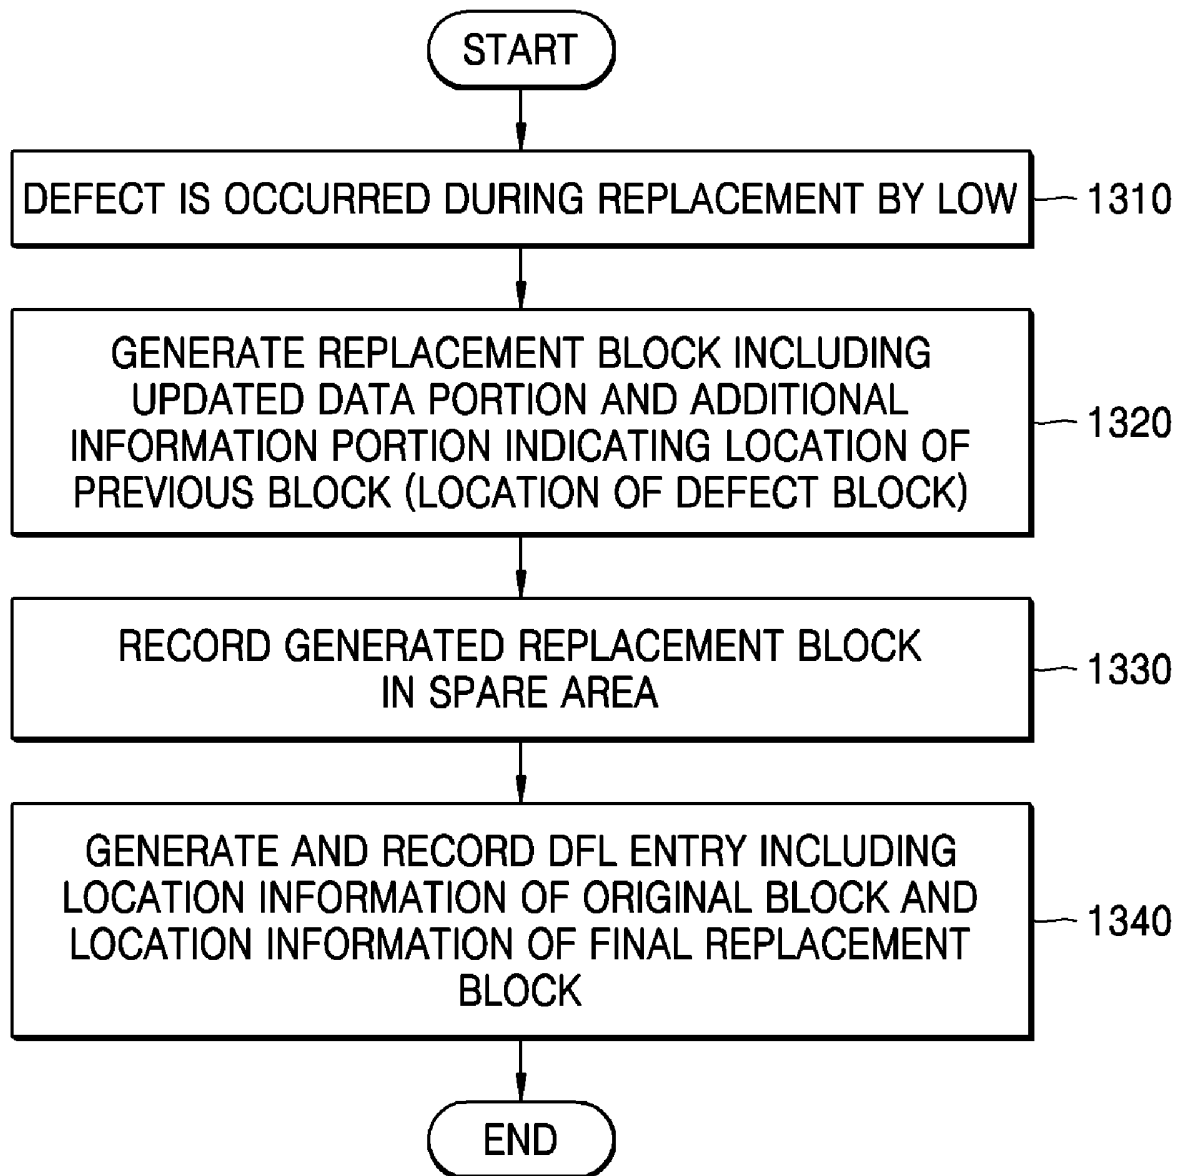 START
DEFECT IS OCCURRED DURING REPLACEMENT BY LOW
1310
GENERATE REPLACEMENT BLOCK INCLUDING
UPDATED DATA PORTION AND ADDITIONAL
INFORMATION PORTION INDICATING LOCATION OF
PREVIOUS BLOCK (LOCATION OF DEFECT BLOCK)
1320
RECORD GENERATED REPLACEMENT BLOCK
IN SPARE AREA
1330
GENERATE AND RECORD DFL ENTRY INCLUDING
LOCATION INFORMATION OF ORIGINAL BLOCK AND
LOCATION INFORMATION OF FINAL REPLACEMENT
BLOCK
1340
END